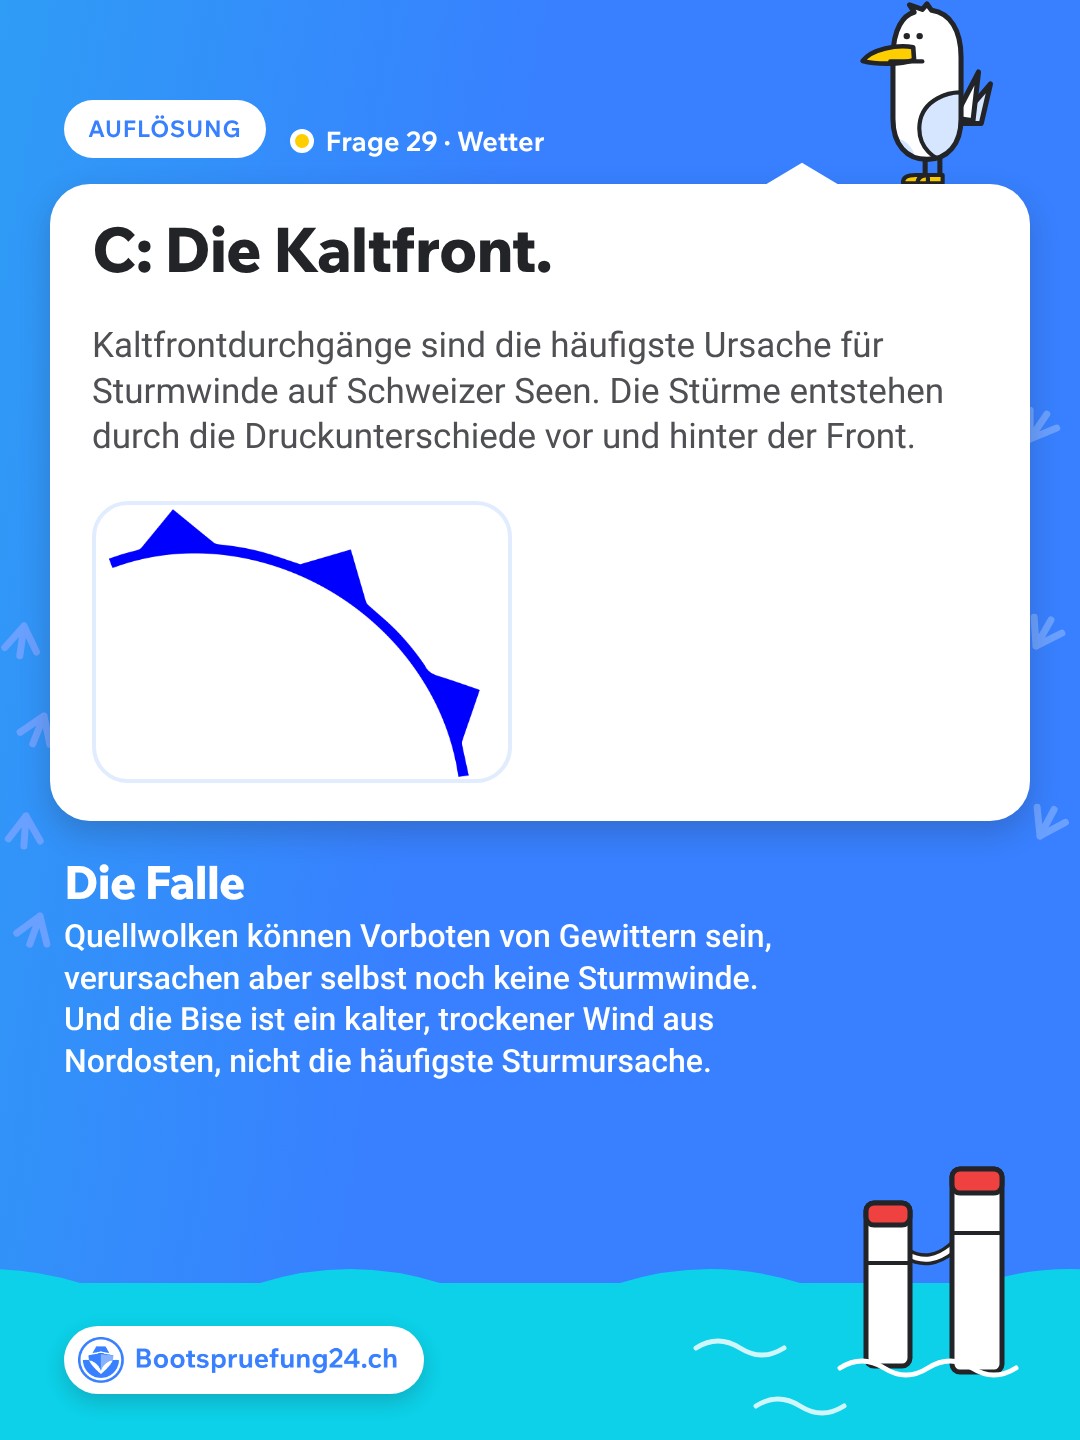 AUFLÖSUNG
Frage 29 · Wetter
C: Die Kaltfront.
Kaltfrontdurchgänge sind die häufigste Ursache für
Sturmwinde auf Schweizer Seen. Die Stürme entstehen
durch die Druckunterschiede vor und hinter der Front.
Die Falle
Quellwolken können Vorboten von Gewittern sein,
verursachen aber selbst noch keine Sturmwinde.
Und die Bise ist ein kalter, trockener Wind aus
Nordosten, nicht die häufigste Sturmursache.
Bootspruefung24.ch